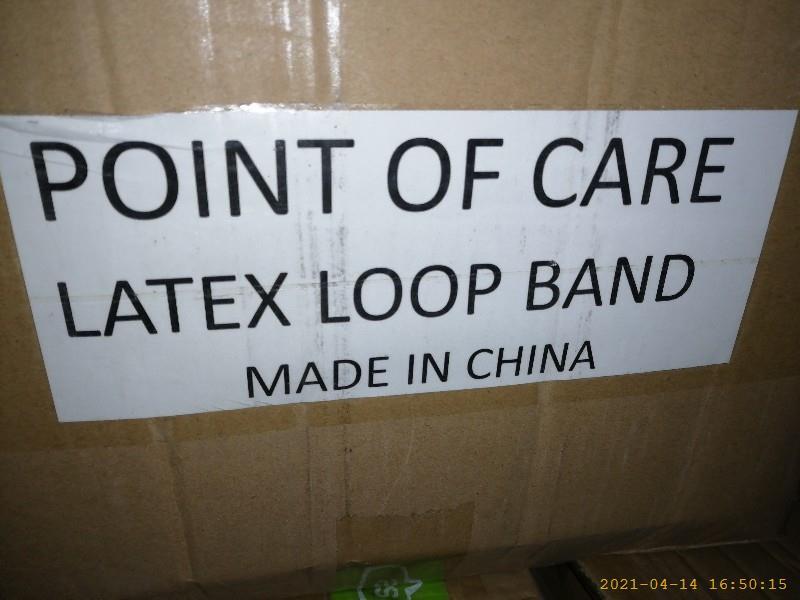 POINT OF CARE
LATEX LOOP BAND
MADE IN CHINA
2021-04-14 16:50:15